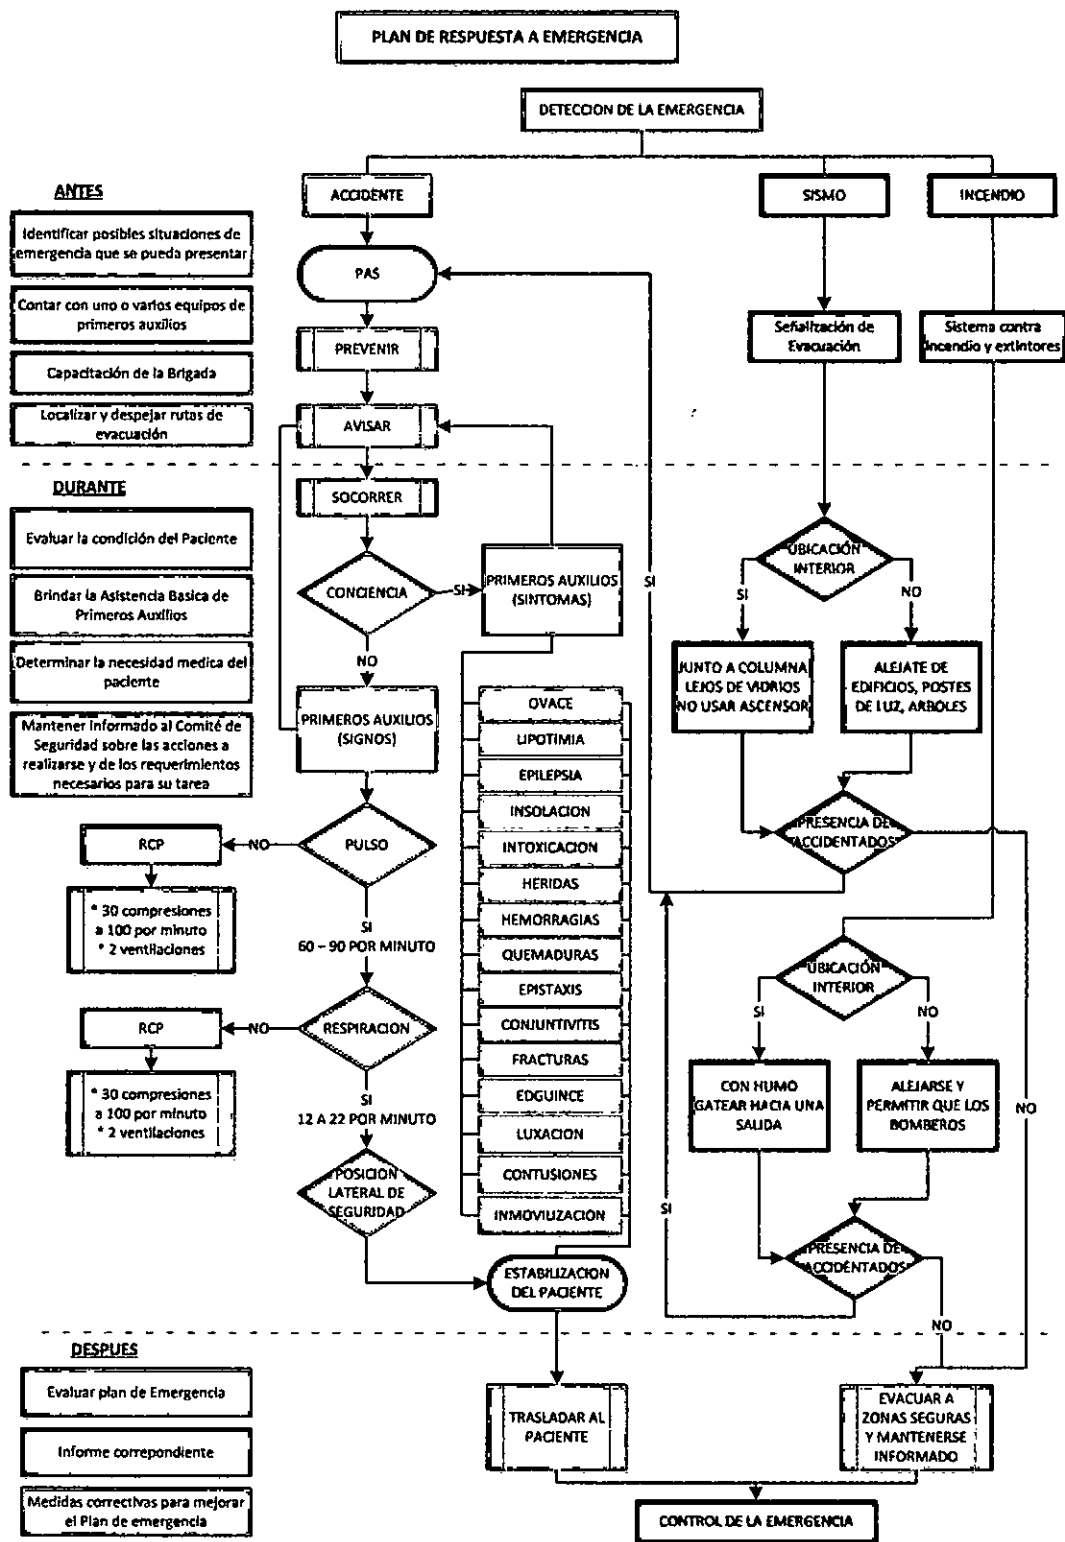 PLAN DE RESPUESTA A EMERGENCIA
DETECCION DE LA EMERGENCIA
ANTES
Identificar posibles situaciones de
emergencia que se pueda presentar
Contar con uno o varios equipos de
primeros auxilios
Capacitación de la Brigada
Localizar y despejar rutas de
evacuación
ACCIDENTE
PAS
PREVENIR
AVISAR
SISMO
Señalización de
Evacuación
INCENDIO
Sistema contra
Incendio y extintores
DURANTE
Evaluar la condición del Paciente
Brindar la Asistencia Basica de
Primeros Auxilios
Determinar la necesidad medica del
paciente
Mantener informado al Comité de
Seguridad sobre las acciones a
realizarse y de los requerimientos
necesarios para su tarea
SOCORRER
CONCIENCIA
SI
PRIMEROS AUXILIOS
(SINTOMAS)
NO
PRIMEROS AUXILIOS
(SIGNOS)
PULSO
NO
RCP
* 30 compresiones
a 100 por minuto
* 2 ventilaciones
SI
60 – 90 POR MINUTO
RESPIRACION
NO
RCP
* 30 compresiones
a 100 por minuto
* 2 ventilaciones
SI
12 A 22 POR MINUTO
POSICION
LATERAL DE
SEGURIDAD
OVACE
LIPOTIMIA
EPILEPSIA
INSOLACION
INTOXICACION
HERIDAS
HEMORRAGIAS
QUEMADURAS
EPISTAXIS
CONJUNTIVITIS
FRACTURAS
EDGUINCE
LUXACION
CONTUSIONES
INMOVILIZACION
ESTABILIZACION
DEL PACIENTE
UBICACIÓN
INTERIOR
SI
NO
JUNTO A COLUMNA
LEJOS DE VIDRIOS
NO USAR ASCENSOR
ALEJATE DE
EDIFICIOS, POSTES
DE LUZ, ARBOLES
PRESENCIA DE
ACCIDENTADOS
SI
NO
UBICACIÓN
INTERIOR
SI
NO
CON HUMO
GATEAR HACIA UNA
SALIDA
ALEJARSE Y
PERMITIR QUE LOS
BOMBEROS
PRESENCIA DE
ACCIDENTADOS
SI
NO
DESPUES
Evaluar plan de Emergencia
Informe correpondiente
Medidas correctivas para mejorar
el Plan de emergencia
TRASLADAR AL
PACIENTE
EVACUAR A
ZONAS SEGURAS
Y MANTENERSE
INFORMADO
CONTROL DE LA EMERGENCIA